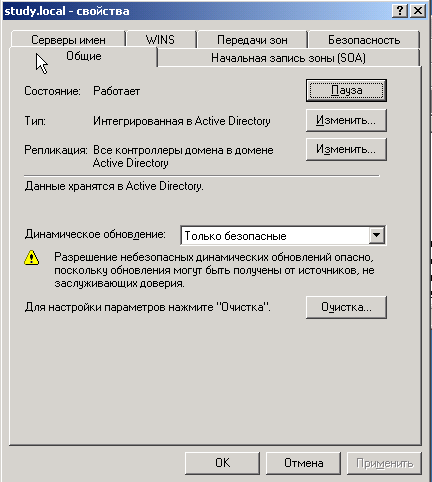 study.local - свойства
Серверы имен
WINS
Передачи зон
Безопасность
Общие
Начальная запись зоны (SOA)
Состояние:
Работает
Пауза
Тип:
Интегрированная в Active Directory
Изменить...
Репликация:
Все контроллеры домена в домене
Active Directory
Изменить...
Данные хранятся в Active Directory.
Динамическое обновление:
Только безопасные
Разрешение небезопасных динамических обновлений опасно,
поскольку обновления могут быть получены от источников, не
заслуживающих доверия.
Для настройки параметров нажмите "Очистка".
Очистка...
OK
Отмена
Применить